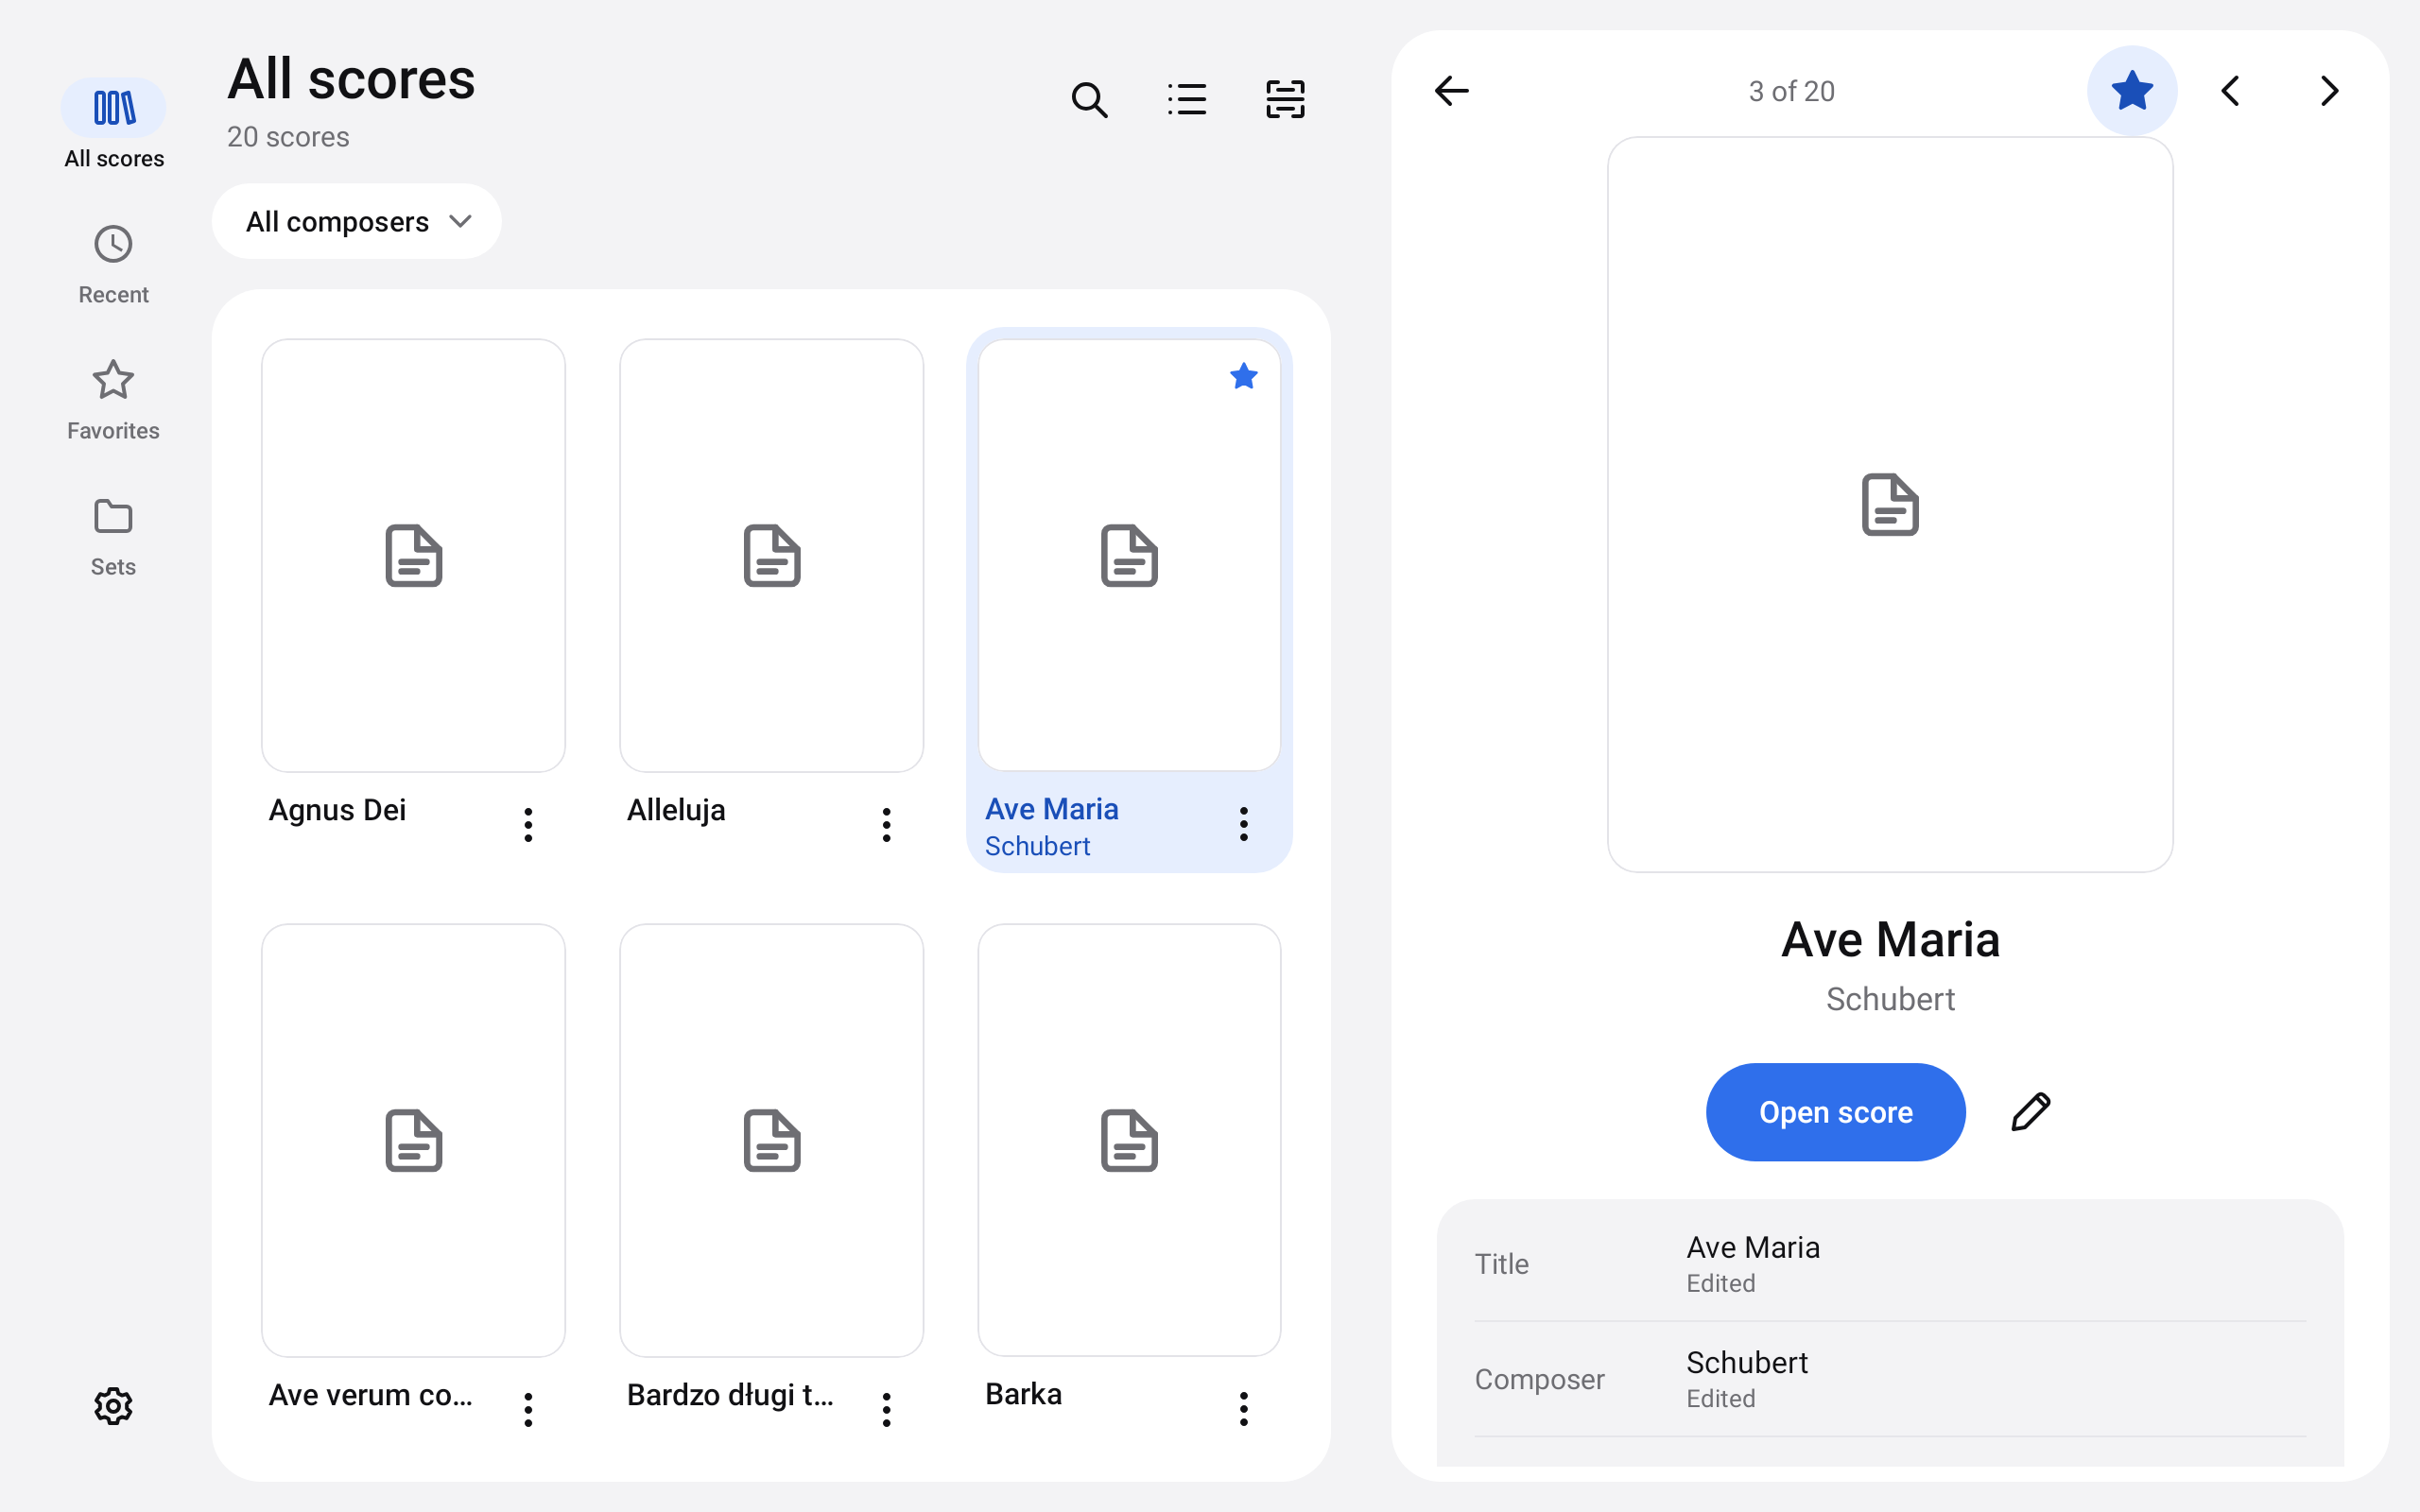 All scores
Recent
Favorites
Sets
All scores
20 scores
All composers
Agnus Dei
Alleluja
Ave Maria
Schubert
Ave verum co...
Bardzo długi t...
Barka
3 of 20
Ave Maria
Schubert
Open score
Title
Ave Maria
Edited
Composer
Schubert
Edited